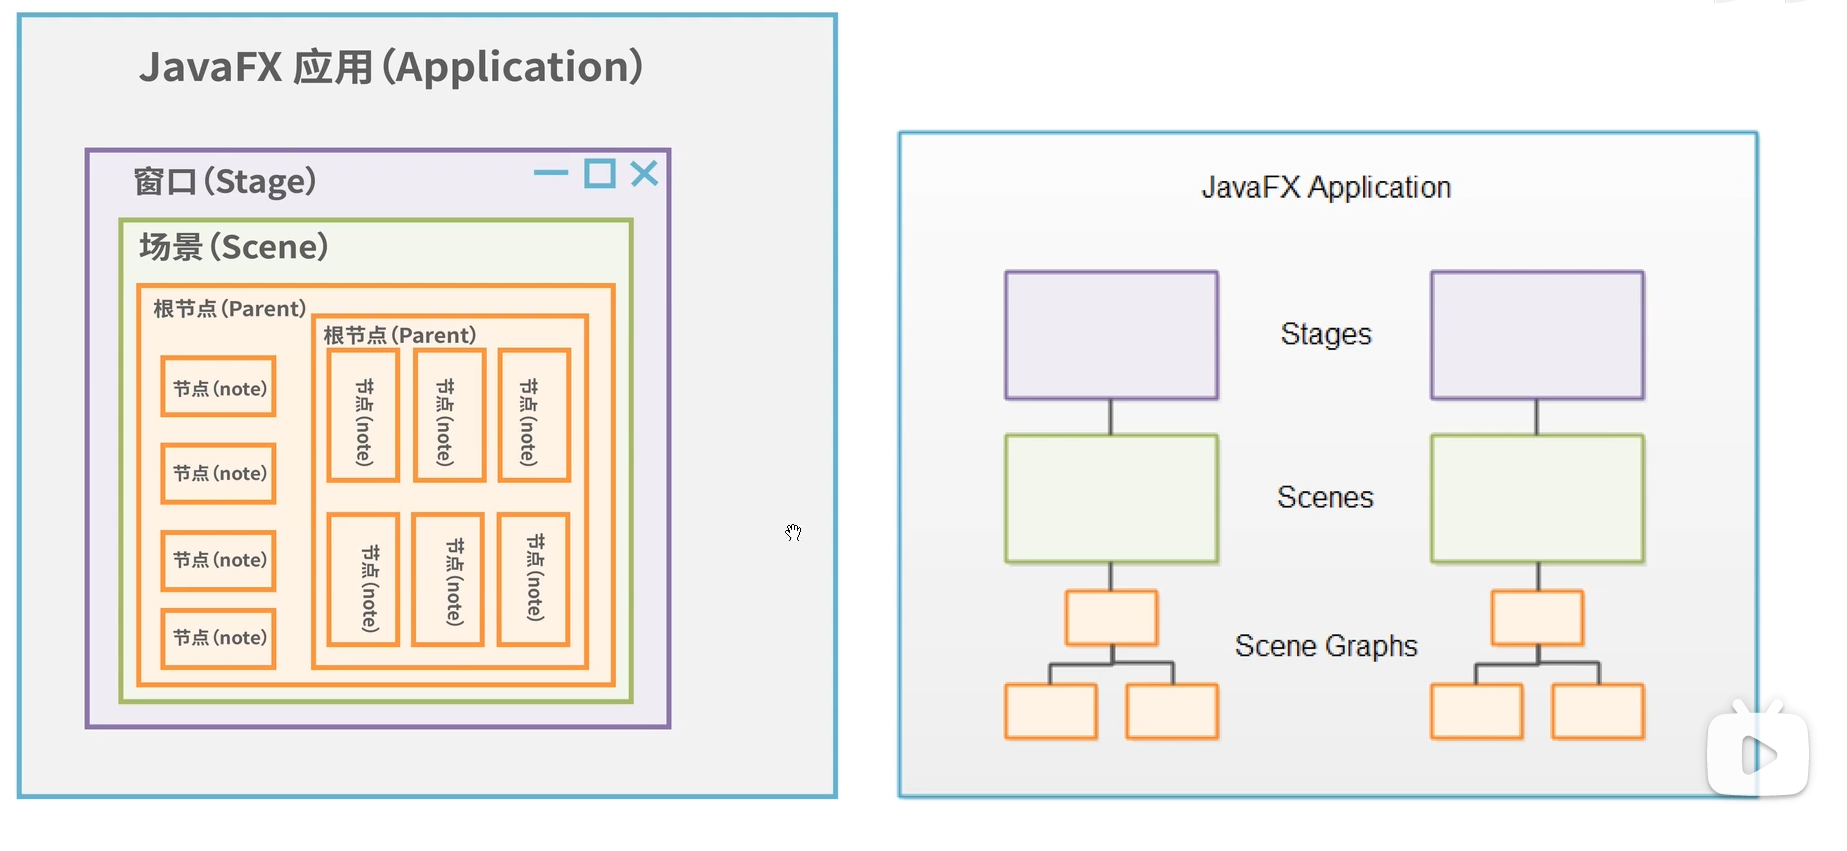 JavaFX 应用（Application）
窗口（Stage）
场景（Scene）
根节点（Parent）
节点（note）
节点（note）
节点（note）
节点（note）
根节点（Parent）
节点（note）
节点（note）
节点（note）
节点（note）
节点（note）
节点（note）
JavaFX Application
Stages
Scenes
Scene Graphs